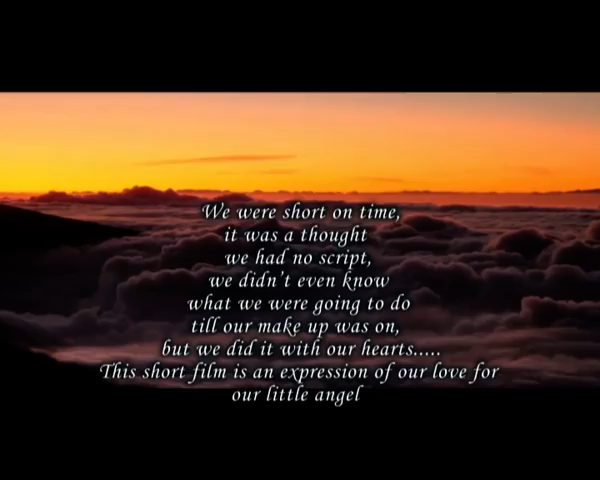 We were short on time,
it was a thought
we had no script,
we didn't even know
what we were going to do
till our make up was on,
but we did it with our hearts.....
This short film is an expression of our love for
our little angel